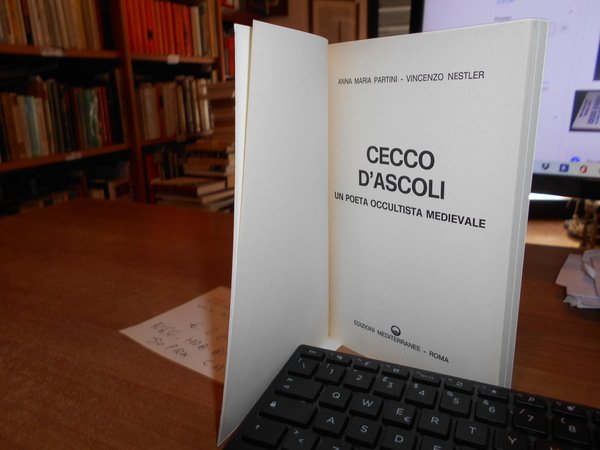 ANNA MARIA PARTINI - VINCENZO NESTLER
CECCO
D'ASCOLI
UN POETA OCCULTISTA MEDIEVALE
EDIZIONI MEDITERRANEE - ROMA
Q W E R T Y
A S D E